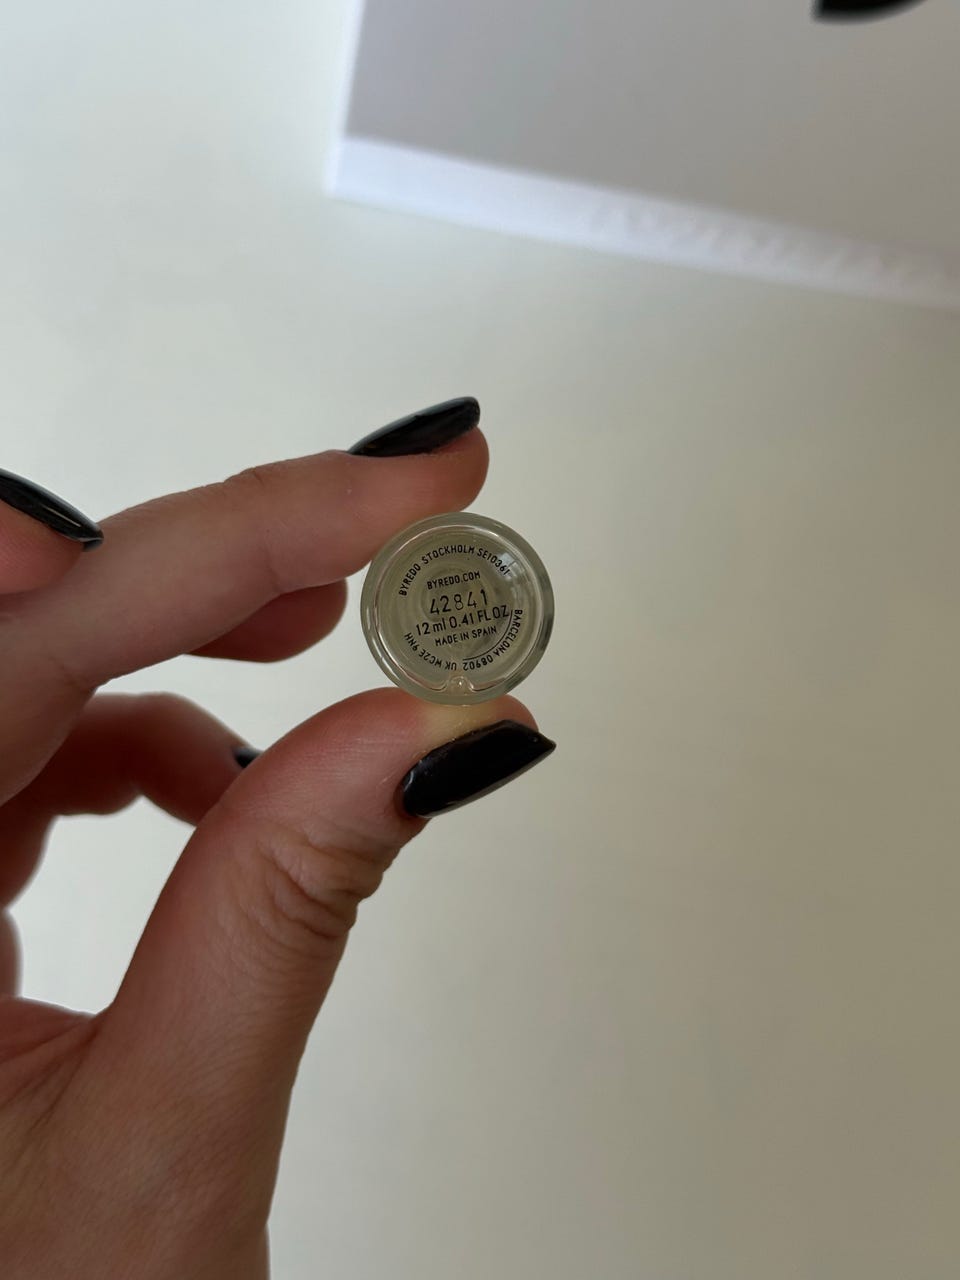 BYREDO STOCKHOLM SE10361
BYREDO.COM
42841
12 ml 0.41 FL OZ
MADE IN SPAIN
BARCELONA 08902 UK WC2E 9NH